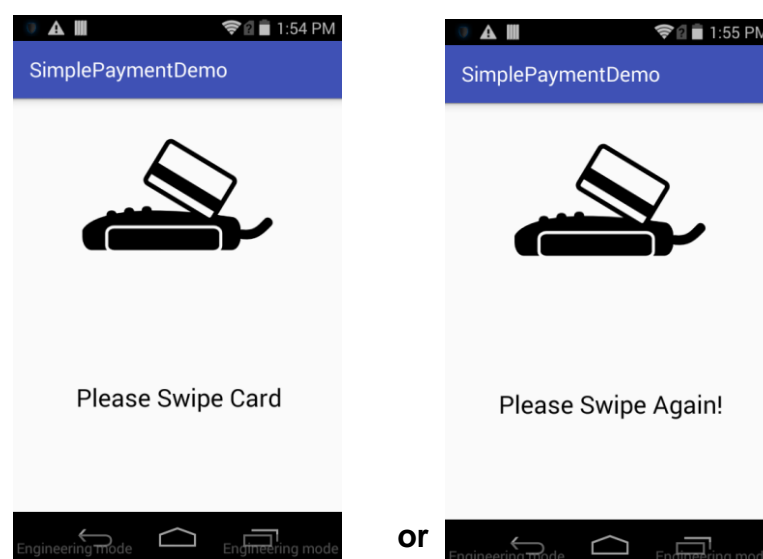 1:54 PM
SimplePaymentDemo
Please Swipe Card
Engineering mode
Engineering mode
or
1:55 PM
SimplePaymentDemo
Please Swipe Again!
Engineering mode
Engineering mode